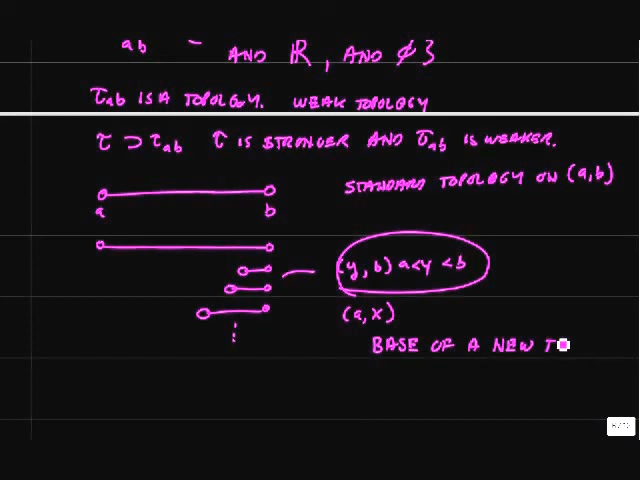 ab - AND ℝ, AND ∅}
τab IS A TOPOLOGY. WEAK TOPOLOGY
τ ⊃ τab τ IS STRONGER AND τab IS WEAKER.
STANDARD TOPOLOGY ON (a,b)
a b
(y, b) a<y<b
(a, x)
BASE OF A NEW T